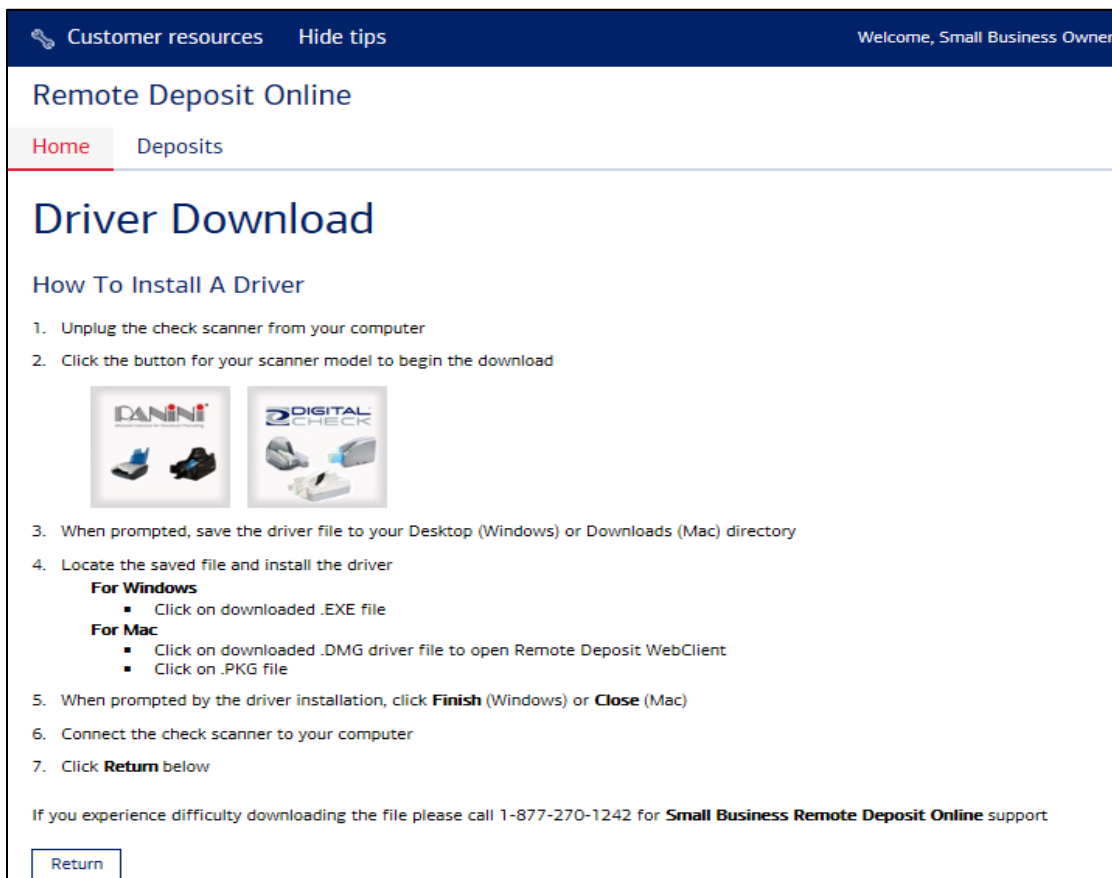 Customer resources Hide tips Welcome, Small Business Owner
Remote Deposit Online
Home Deposits
Driver Download
How To Install A Driver
1. Unplug the check scanner from your computer
2. Click the button for your scanner model to begin the download
PANINI DIGITAL
CHECK
3. When prompted, save the driver file to your Desktop (Windows) or Downloads (Mac) directory
4. Locate the saved file and install the driver
For Windows
▪ Click on downloaded .EXE file
For Mac
▪ Click on downloaded .DMG driver file to open Remote Deposit WebClient
▪ Click on .PKG file
5. When prompted by the driver installation, click Finish (Windows) or Close (Mac)
6. Connect the check scanner to your computer
7. Click Return below
If you experience difficulty downloading the file please call 1-877-270-1242 for Small Business Remote Deposit Online support
Return